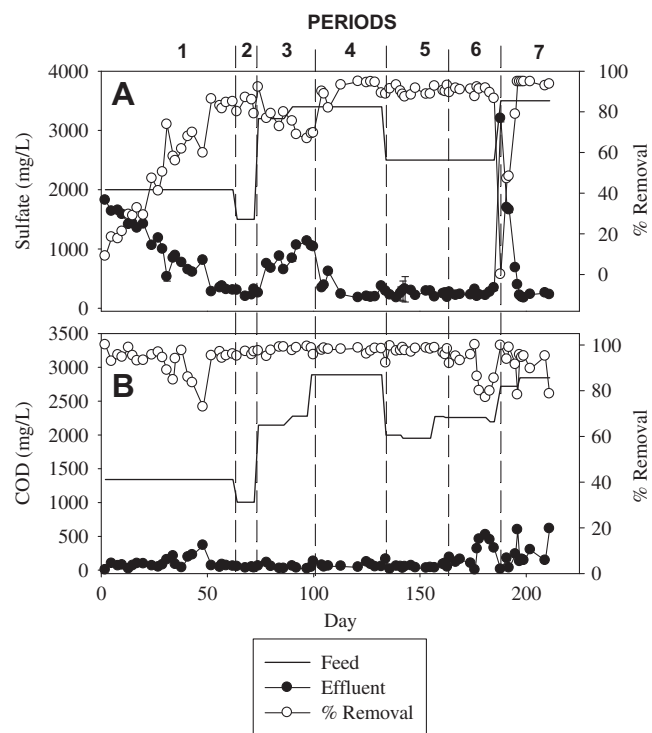 PERIODS
1 2 3 4 5 6 7
A
4000
3000
2000
1000
0
Sulfate (mg/L)
100
80
60
40
20
0
% Removal
B
3500
3000
2500
2000
1500
1000
500
0
COD (mg/L)
100
80
60
40
20
0
% Removal
0 50 100 150 200
Day
Feed
Effluent
% Removal